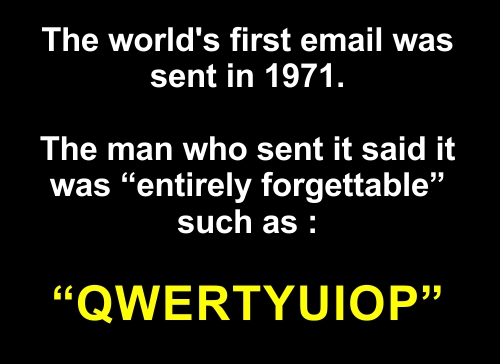 The world's first email was
sent in 1971.
The man who sent it said it
was “entirely forgettable”
such as :
“QWERTYUIOP”